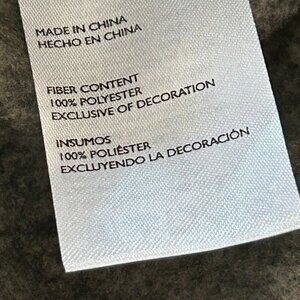 MADE IN CHINA
HECHO EN CHINA
FIBER CONTENT
100% POLYESTER
EXCLUSIVE OF DECORATION
INSUMOS
100% POLIÉSTER
EXCLUYENDO LA DECORACIÓN